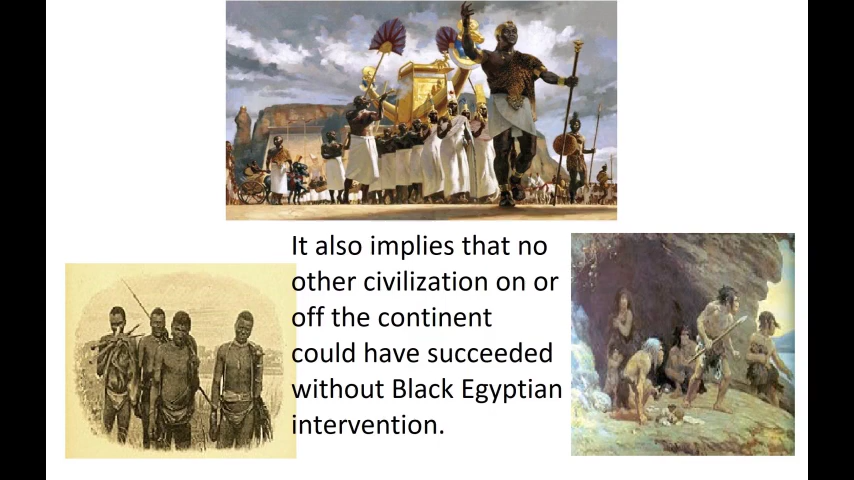 It also implies that no
other civilization on or
off the continent
could have succeeded
without Black Egyptian
intervention.